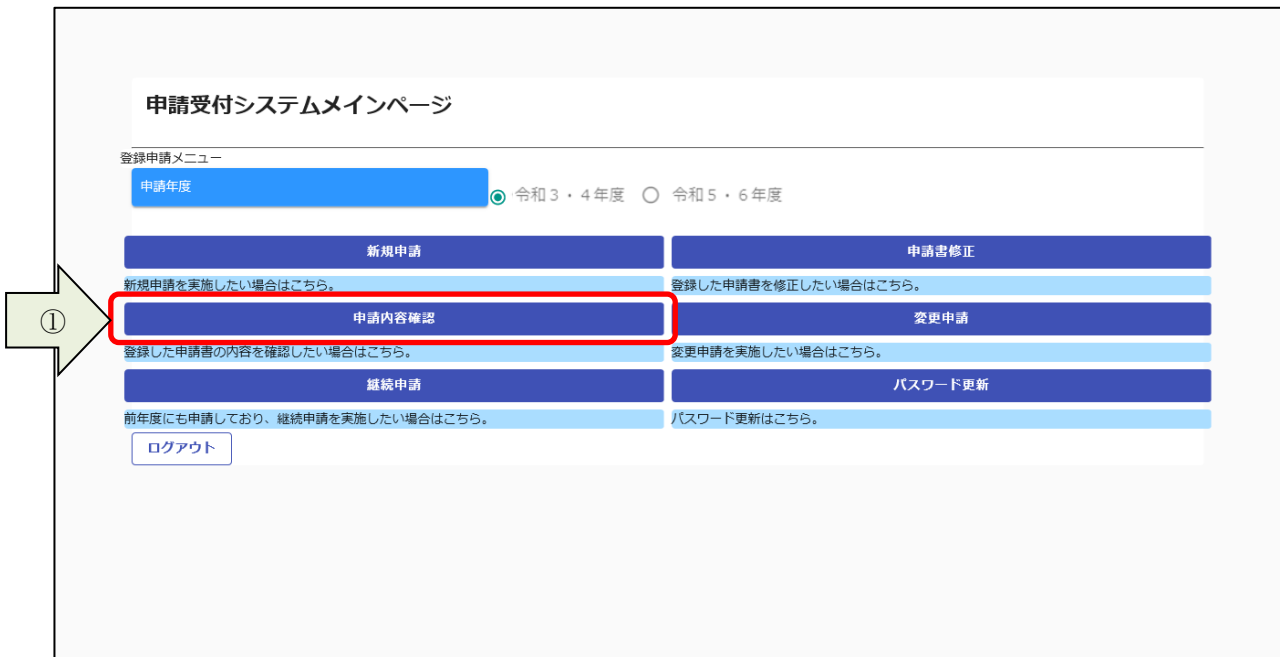 申請受付システムメインページ
登録申請メニュー
申請年度
令和3・4年度 令和5・6年度
新規申請 申請書修正
新規申請を実施したい場合はこちら。 登録した申請書を修正したい場合はこちら。
①
申請内容確認 変更申請
登録した申請書の内容を確認したい場合はこちら。 変更申請を実施したい場合はこちら。
継続申請 パスワード更新
前年度にも申請しており、継続申請を実施したい場合はこちら。 パスワード更新はこちら。
ログアウト